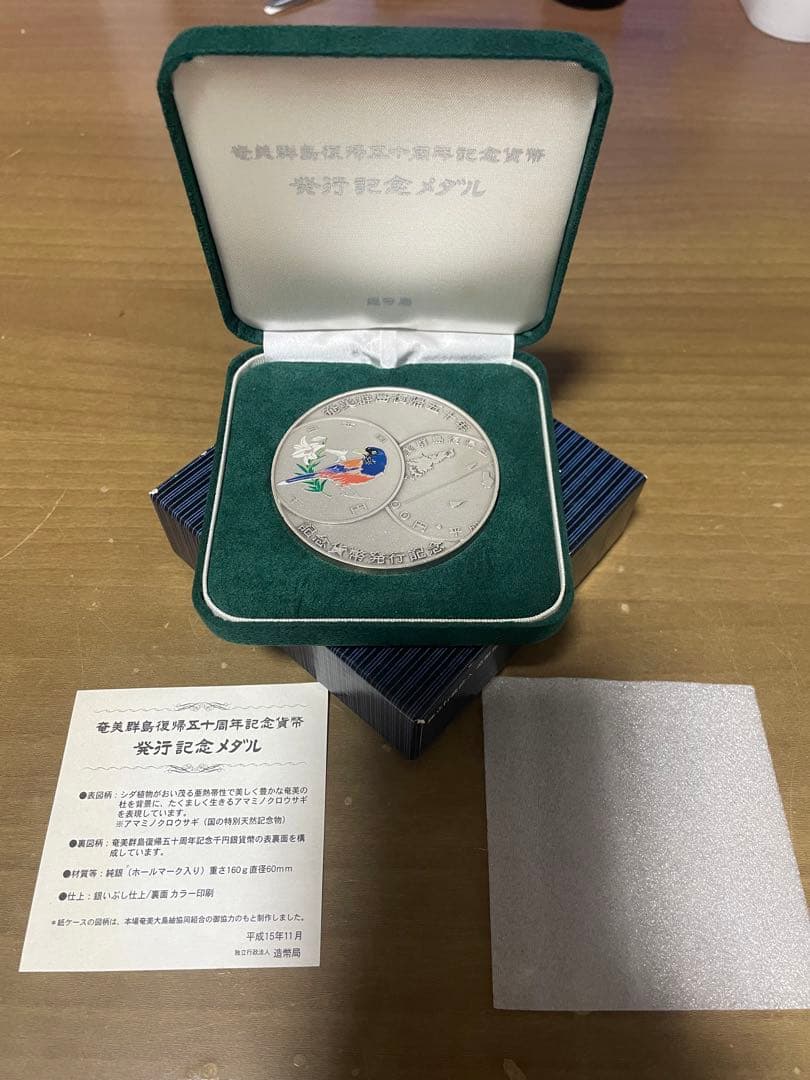 奄美群島復帰五十周年記念貨幣
発行記念メダル
造幣局
奄美群島復帰五十年
千円
記念貨幣発行記念
奄美群島復帰五十周年記念貨幣
発行記念メダル
●表図柄：シダ植物がおい茂る亜熱帯性で美しく豊かな奄美の
杜を背景に、たくましく生きるアマミノクロウサギ
を表現しています。
※アマミノクロウサギ（国の特別天然記念物）
●裏図柄：奄美群島復帰五十周年記念千円銀貨幣の表裏面を構
成しています。
●材質等：純銀（ホールマーク入り）重さ160g直径60mm
●仕上：銀いぶし仕上/裏面 カラー印刷
＊紙ケースの図柄は、本場奄美大島紬協同組合の御協力のもと制作しました。
平成15年11月
独立行政法人 造幣局